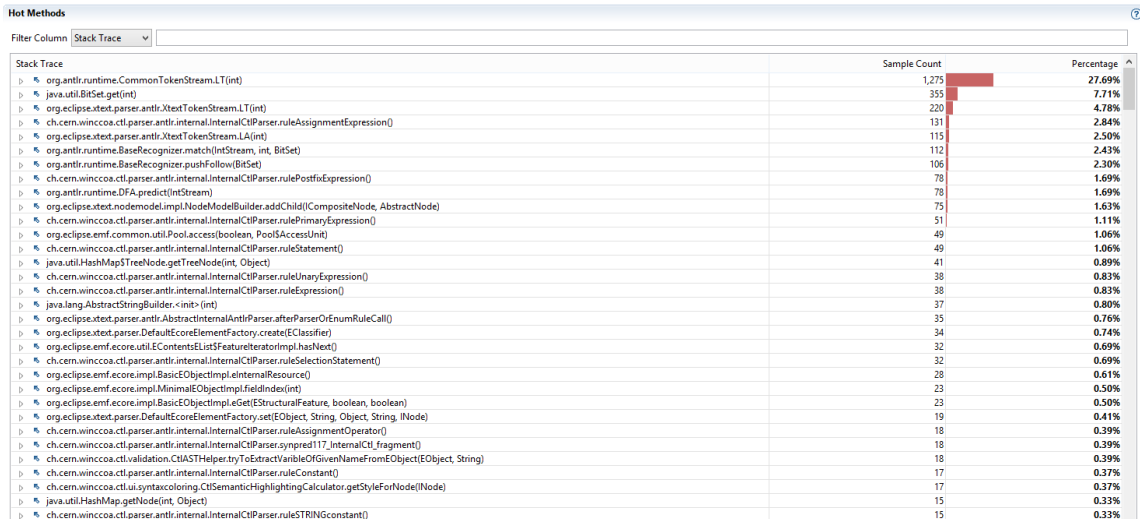 Hot Methods
Filter Column Stack Trace
Stack Trace Sample Count Percentage
org.antlr.runtime.CommonTokenStream.LT(int) 1,275 27.69%
java.util.BitSet.get(int) 355 7.71%
org.eclipse.xtext.parser.antlr.XtextTokenStream.LT(int) 220 4.78%
ch.cern.winccoa.ctl.parser.antlr.internal.InternalCtlParser.ruleAssignmentExpression() 131 2.84%
org.eclipse.xtext.parser.antlr.XtextTokenStream.LA(int) 115 2.50%
org.antlr.runtime.BaseRecognizer.match(IntStream, int, BitSet) 112 2.43%
org.antlr.runtime.BaseRecognizer.pushFollow(BitSet) 106 2.30%
ch.cern.winccoa.ctl.parser.antlr.internal.InternalCtlParser.rulePostfixExpression() 78 1.69%
org.antlr.runtime.DFA.predict(IntStream) 78 1.69%
org.eclipse.xtext.nodemodel.impl.NodeModelBuilder.addChild(ICompositeNode, AbstractNode) 75 1.63%
ch.cern.winccoa.ctl.parser.antlr.internal.InternalCtlParser.rulePrimaryExpression() 51 1.11%
org.eclipse.emf.common.util.Pool.access(boolean, Pool$AccessUnit) 49 1.06%
ch.cern.winccoa.ctl.parser.antlr.internal.InternalCtlParser.ruleStatement() 49 1.06%
java.util.HashMap$TreeNode.getTreeNode(int, Object) 41 0.89%
ch.cern.winccoa.ctl.parser.antlr.internal.InternalCtlParser.ruleUnaryExpression() 38 0.83%
ch.cern.winccoa.ctl.parser.antlr.internal.InternalCtlParser.ruleExpression() 38 0.83%
java.lang.AbstractStringBuilder.<init>(int) 37 0.80%
org.eclipse.xtext.parser.antlr.AbstractInternalAntlrParser.afterParserOrEnumRuleCall() 35 0.76%
org.eclipse.xtext.parser.DefaultEcoreElementFactory.create(EClassifier) 34 0.74%
org.eclipse.emf.ecore.util.EContentsEList$FeatureIteratorImpl.hasNext() 32 0.69%
ch.cern.winccoa.ctl.parser.antlr.internal.InternalCtlParser.ruleSelectionStatement() 32 0.69%
org.eclipse.emf.ecore.impl.BasicEObjectImpl.eInternalResource() 28 0.61%
org.eclipse.emf.ecore.impl.MinimalEObjectImpl.fieldIndex(int) 23 0.50%
org.eclipse.emf.ecore.impl.BasicEObjectImpl.eGet(EStructuralFeature, boolean, boolean) 23 0.50%
org.eclipse.xtext.parser.DefaultEcoreElementFactory.set(EObject, String, Object, String, INode) 19 0.41%
ch.cern.winccoa.ctl.parser.antlr.internal.InternalCtlParser.ruleAssignmentOperator() 18 0.39%
ch.cern.winccoa.ctl.parser.antlr.internal.InternalCtlParser.synpred117_InternalCtl_fragment() 18 0.39%
ch.cern.winccoa.ctl.validation.CtlASTHelper.tryToExtractVaribleOfGivenNameFromEObject(EObject, String) 18 0.39%
ch.cern.winccoa.ctl.parser.antlr.internal.InternalCtlParser.ruleConstant() 17 0.37%
ch.cern.winccoa.ctl.ui.syntaxcoloring.CtlSemanticHighlightingCalculator.getStyleForNode(INode) 17 0.37%
java.util.HashMap.getNode(int, Object) 15 0.33%
ch.cern.winccoa.ctl.parser.antlr.internal.InternalCtlParser.ruleSTRINGconstant() 15 0.33%